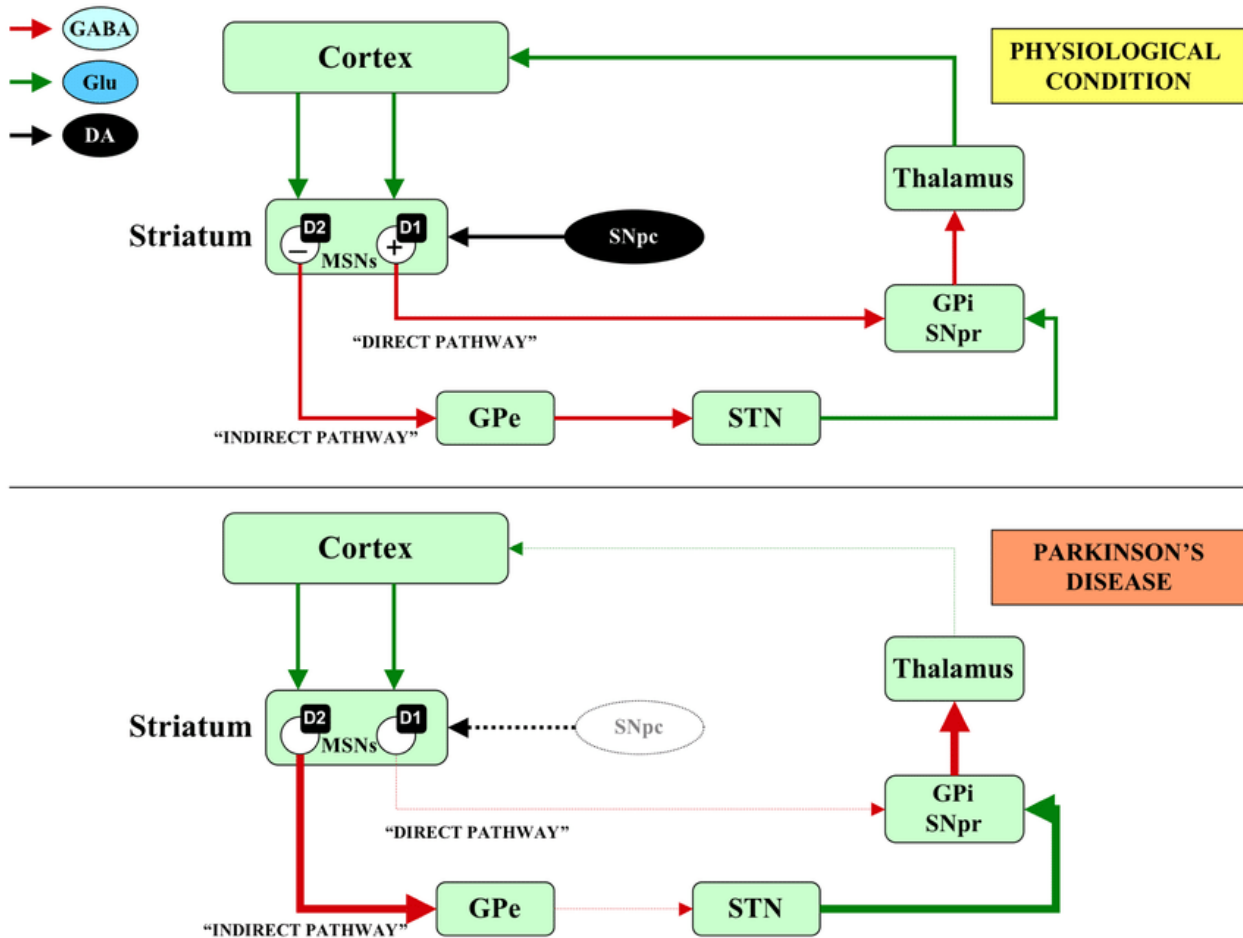 GABA
Glu
DA
Cortex
PHYSIOLOGICAL
CONDITION
Thalamus
Striatum
D2
D1
−
+
MSNs
SNpc
GPi
SNpr
“DIRECT PATHWAY”
GPe
STN
“INDIRECT PATHWAY”
Cortex
PARKINSON’S
DISEASE
Thalamus
Striatum
D2
D1
MSNs
SNpc
GPi
SNpr
“DIRECT PATHWAY”
GPe
STN
“INDIRECT PATHWAY”